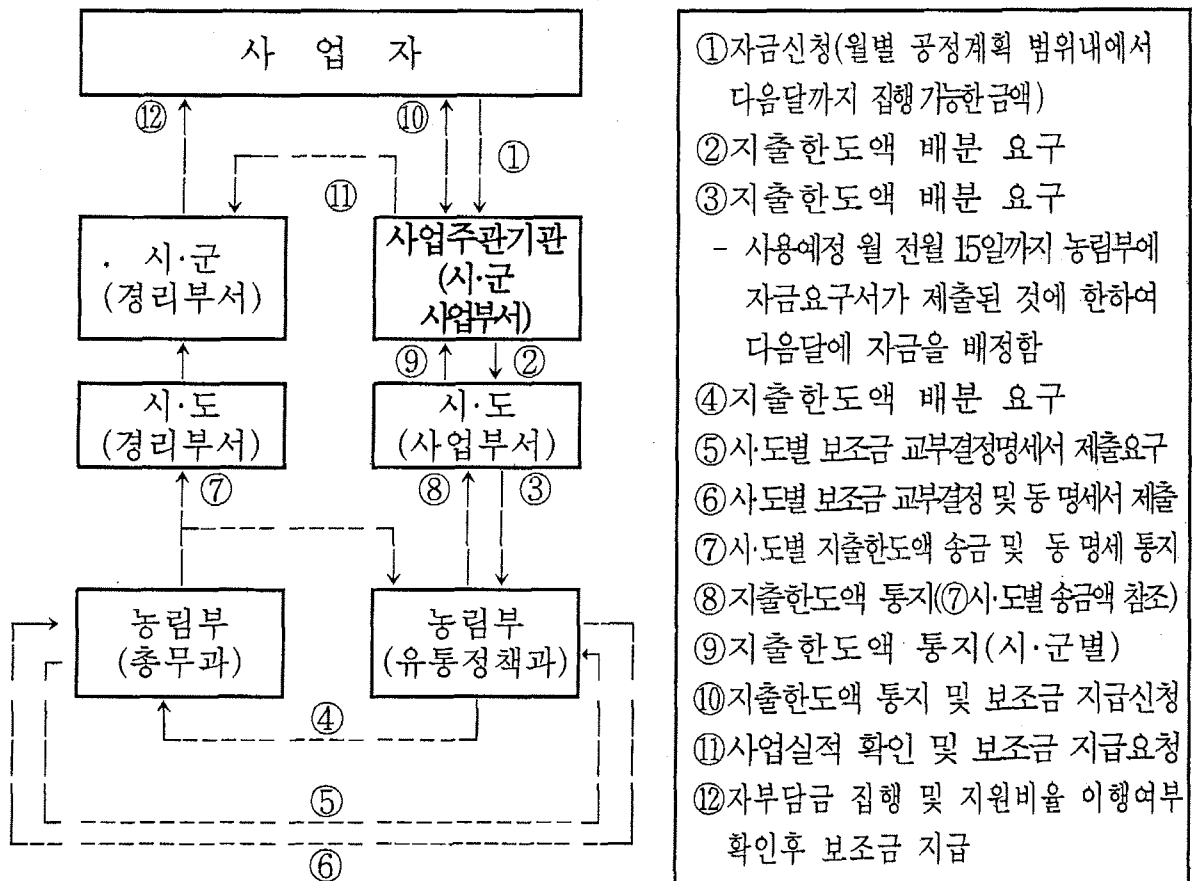 사 업 자
⑫
⑩
①
⑪
시·군
(경리부서)
사업주관기관
(시·군
사업부서)
⑨
②
시·도
(경리부서)
시·도
(사업부서)
⑦
⑧
③
농림부
(총무과)
농림부
(유통정책과)
④
⑤
⑥
①자금신청(월별 공정계획 범위내에서
다음달까지 집행가능한금액)
②지출한도액 배분 요구
③지출한도액 배분 요구
- 사용예정 월 전월 15일까지 농림부에
자금요구서가 제출된 것에 한하여
다음달에 자금을 배정함
④지출한도액 배분 요구
⑤시·도별 보조금 교부결정명세서 제출요구
⑥시·도별 보조금 교부결정 및 동 명세서 제출
⑦시·도별 지출한도액 송금 및 동 명세 통지
⑧지출한도액 통지(⑦시·도별 송금액 참조)
⑨지출한도액 통지(시·군별)
⑩지출한도액 통지 및 보조금 지급신청
⑪사업실적 확인 및 보조금 지급요청
⑫자부담금 집행 및 지원비율 이행여부
확인후 보조금 지급